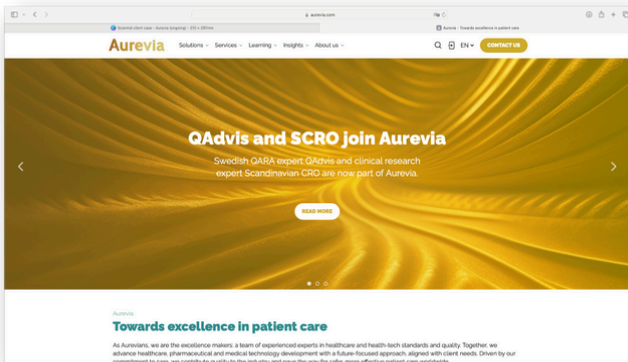 aurevia.com
Aurevia - Towards excellence in patient care
Aurevia
Solutions
Services
Learning
Insights
About us
EN
CONTACT US
QAdvis and SCRO join Aurevia
Swedish QARA expert QAdvis and clinical research
expert Scandinavian CRO are now part of Aurevia.
READ MORE
Aurevia
Towards excellence in patient care
As Aurevians, we are the excellence makers: a team of experienced experts in healthcare and health-tech standards and quality. Together, we
advance healthcare, pharmaceutical and medical technology development with a future-focused approach, aligned with client needs. Driven by our